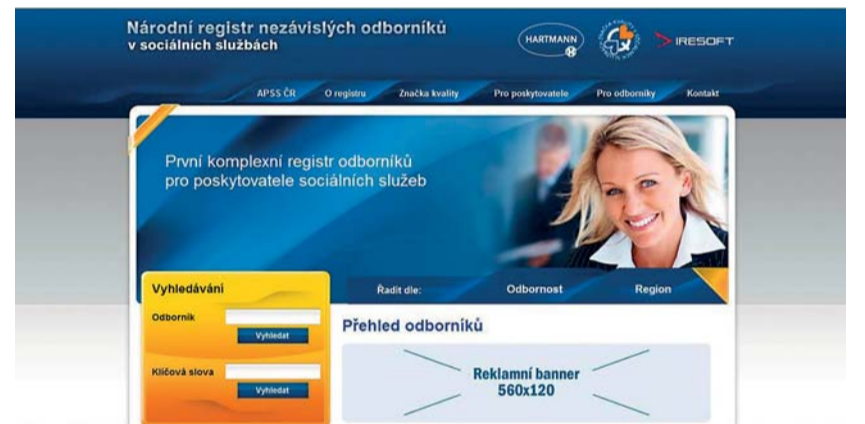 Národní registr nezávislých odborníků
v sociálních službách
HARTMANN
IRESOFT
APSS ČR
O registru
Značka kvality
Pro poskytovatele
Pro odborníky
Kontakt
První komplexní registr odborníků
pro poskytovatele sociálních služeb
Vyhledávání
Řadit dle:
Odbornost
Region
Odborník
Vyhledat
Klíčová slova
Vyhledat
Přehled odborníků
Reklamní banner
560x120